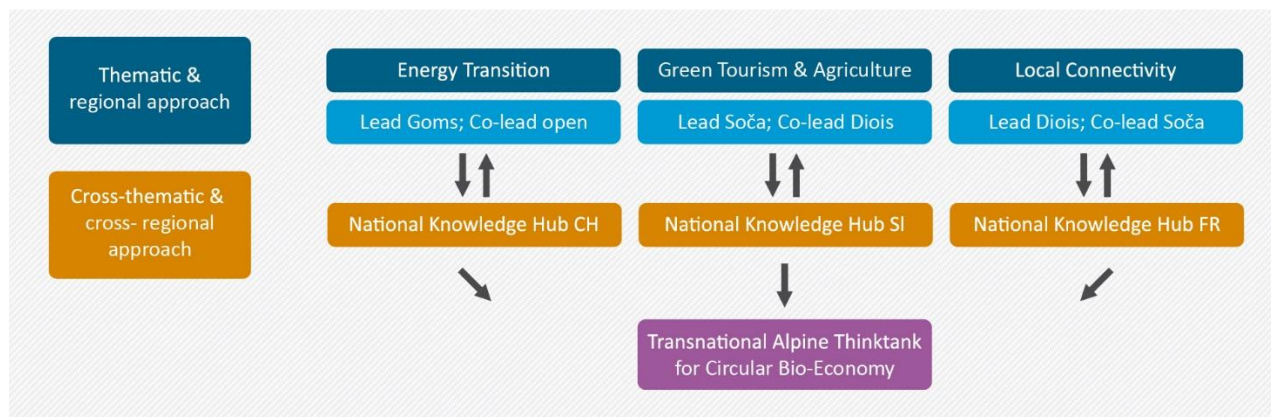 Thematic &
regional approach
Energy Transition
Green Tourism & Agriculture
Local Connectivity
Lead Goms; Co-lead open
Lead Soča; Co-lead Diois
Lead Diois; Co-lead Soča
Cross-thematic &
cross- regional
approach
National Knowledge Hub CH
National Knowledge Hub SI
National Knowledge Hub FR
Transnational Alpine Thinktank
for Circular Bio-Economy